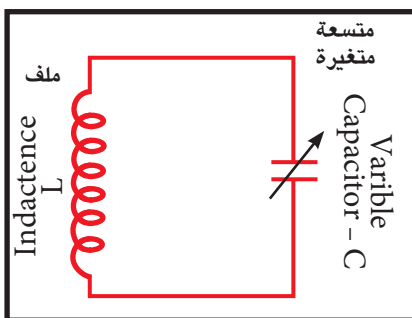 متسعة
متغيرة
ملف
Indactence
L
Varible
Capacitor – C